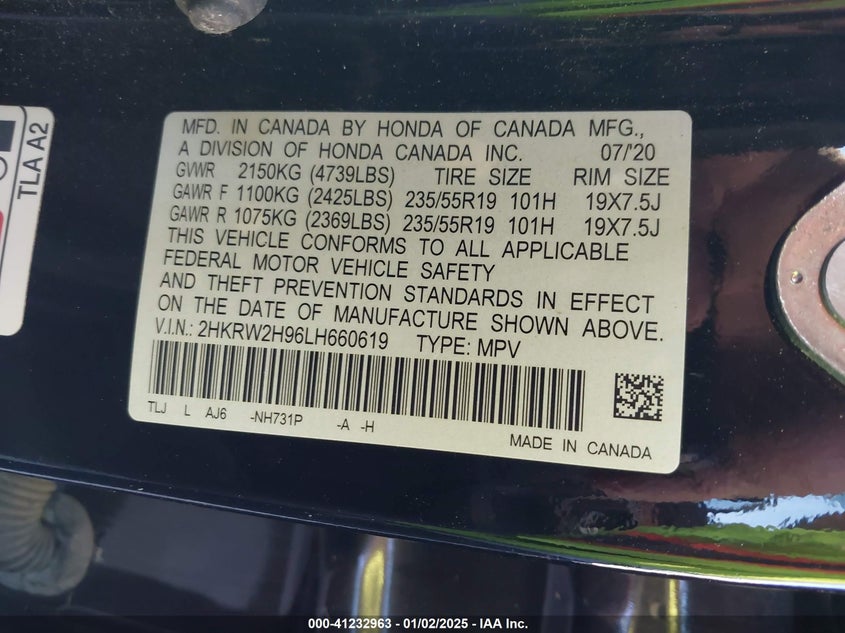 TLA A2
MFD. IN CANADA BY HONDA OF CANADA MFG.,
A DIVISION OF HONDA CANADA INC. 07/'20
GVWR 2150KG (4739LBS) TIRE SIZE RIM SIZE
GAWR F 1100KG (2425LBS) 235/55R19 101H 19X7.5J
GAWR R 1075KG (2369LBS) 235/55R19 101H 19X7.5J
THIS VEHICLE CONFORMS TO ALL APPLICABLE
FEDERAL MOTOR VEHICLE SAFETY
AND THEFT PREVENTION STANDARDS IN EFFECT
ON THE DATE OF MANUFACTURE SHOWN ABOVE.
V.I.N.: 2HKRW2H96LH660619 TYPE: MPV
TLJ L AJ6 -NH731P -A -H
MADE IN CANADA
000-41232963 - 01/02/2025 - IAA Inc.